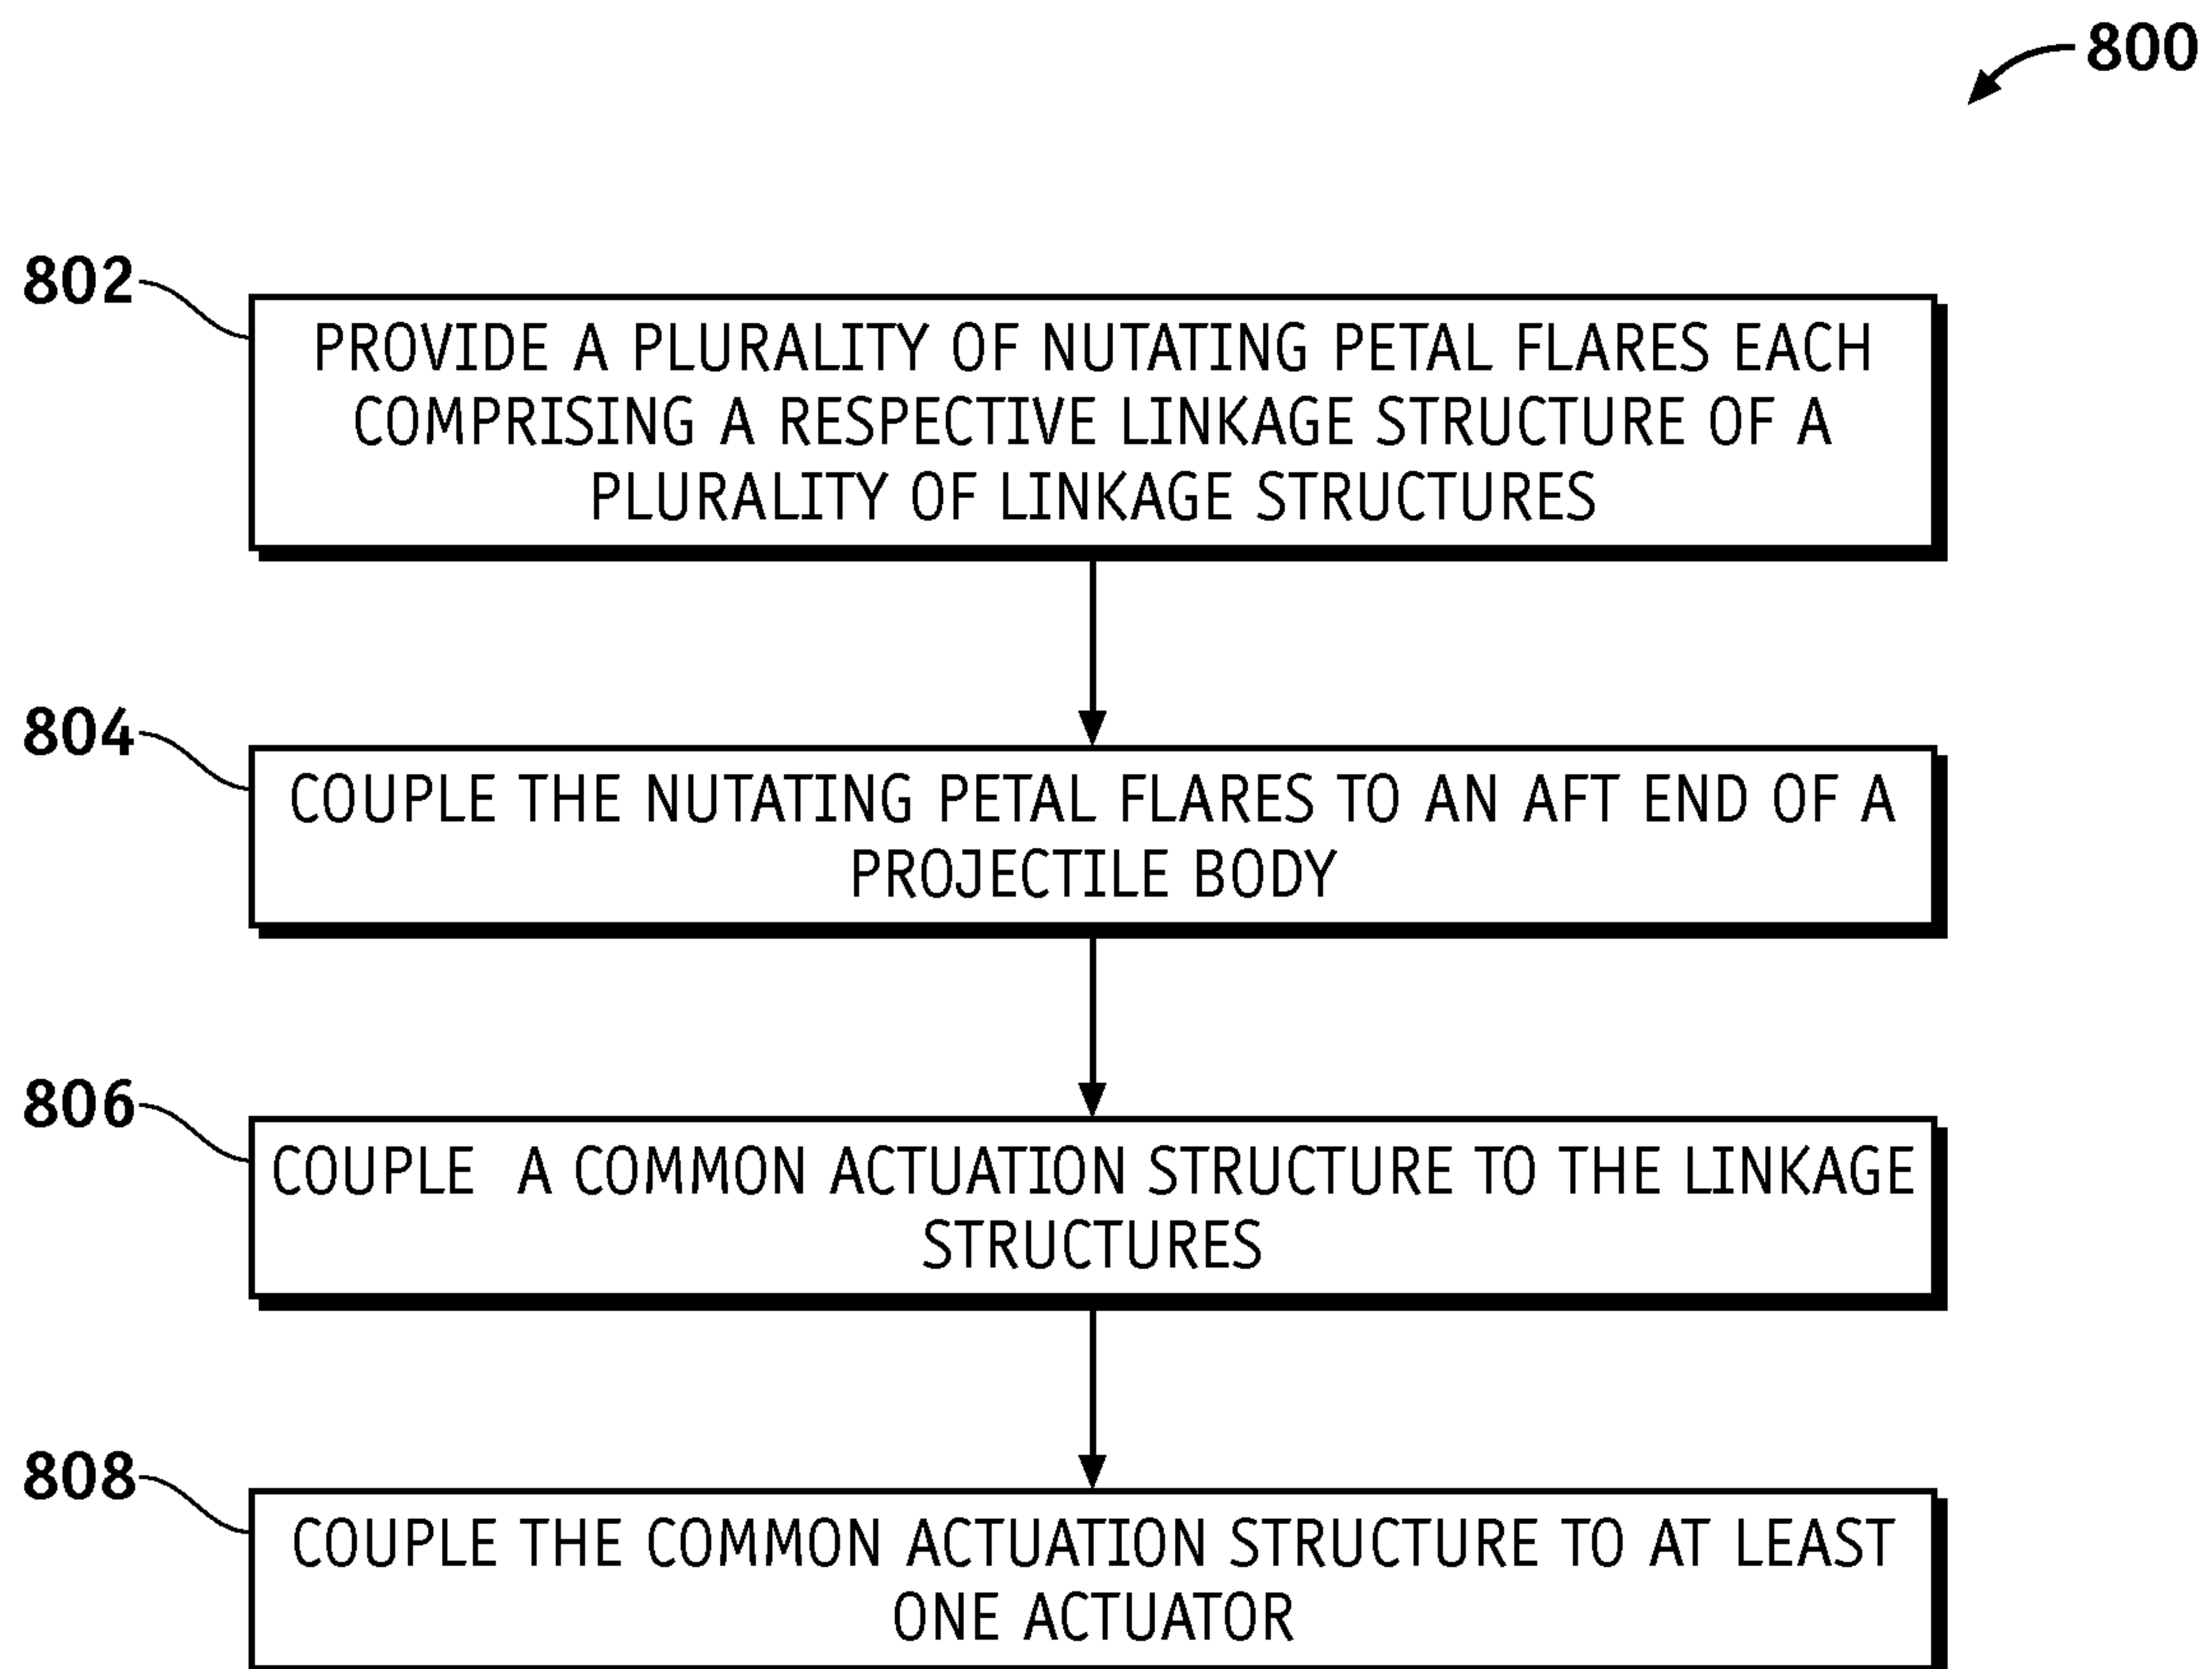 800
802
PROVIDE A PLURALITY OF NUTATING PETAL FLARES EACH
COMPRISING A RESPECTIVE LINKAGE STRUCTURE OF A
PLURALITY OF LINKAGE STRUCTURES
804
COUPLE THE NUTATING PETAL FLARES TO AN AFT END OF A
PROJECTILE BODY
806
COUPLE A COMMON ACTUATION STRUCTURE TO THE LINKAGE
STRUCTURES
808
COUPLE THE COMMON ACTUATION STRUCTURE TO AT LEAST
ONE ACTUATOR